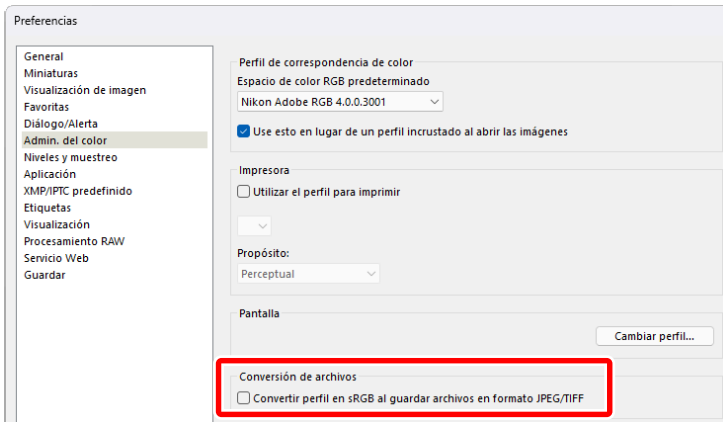 Preferencias
General
Miniaturas
Visualización de imagen
Favoritas
Diálogo/Alerta
Admin. del color
Niveles y muestreo
Aplicación
XMP/IPTC predefinido
Etiquetas
Visualización
Procesamiento RAW
Servicio Web
Guardar
Perfil de correspondencia de color
Espacio de color RGB predeterminado
Nikon Adobe RGB 4.0.0.3001
Use esto en lugar de un perfil incrustado al abrir las imágenes
Impresora
Utilizar el perfil para imprimir
Propósito:
Perceptual
Pantalla
Cambiar perfil...
Conversión de archivos
Convertir perfil en sRGB al guardar archivos en formato JPEG/TIFF